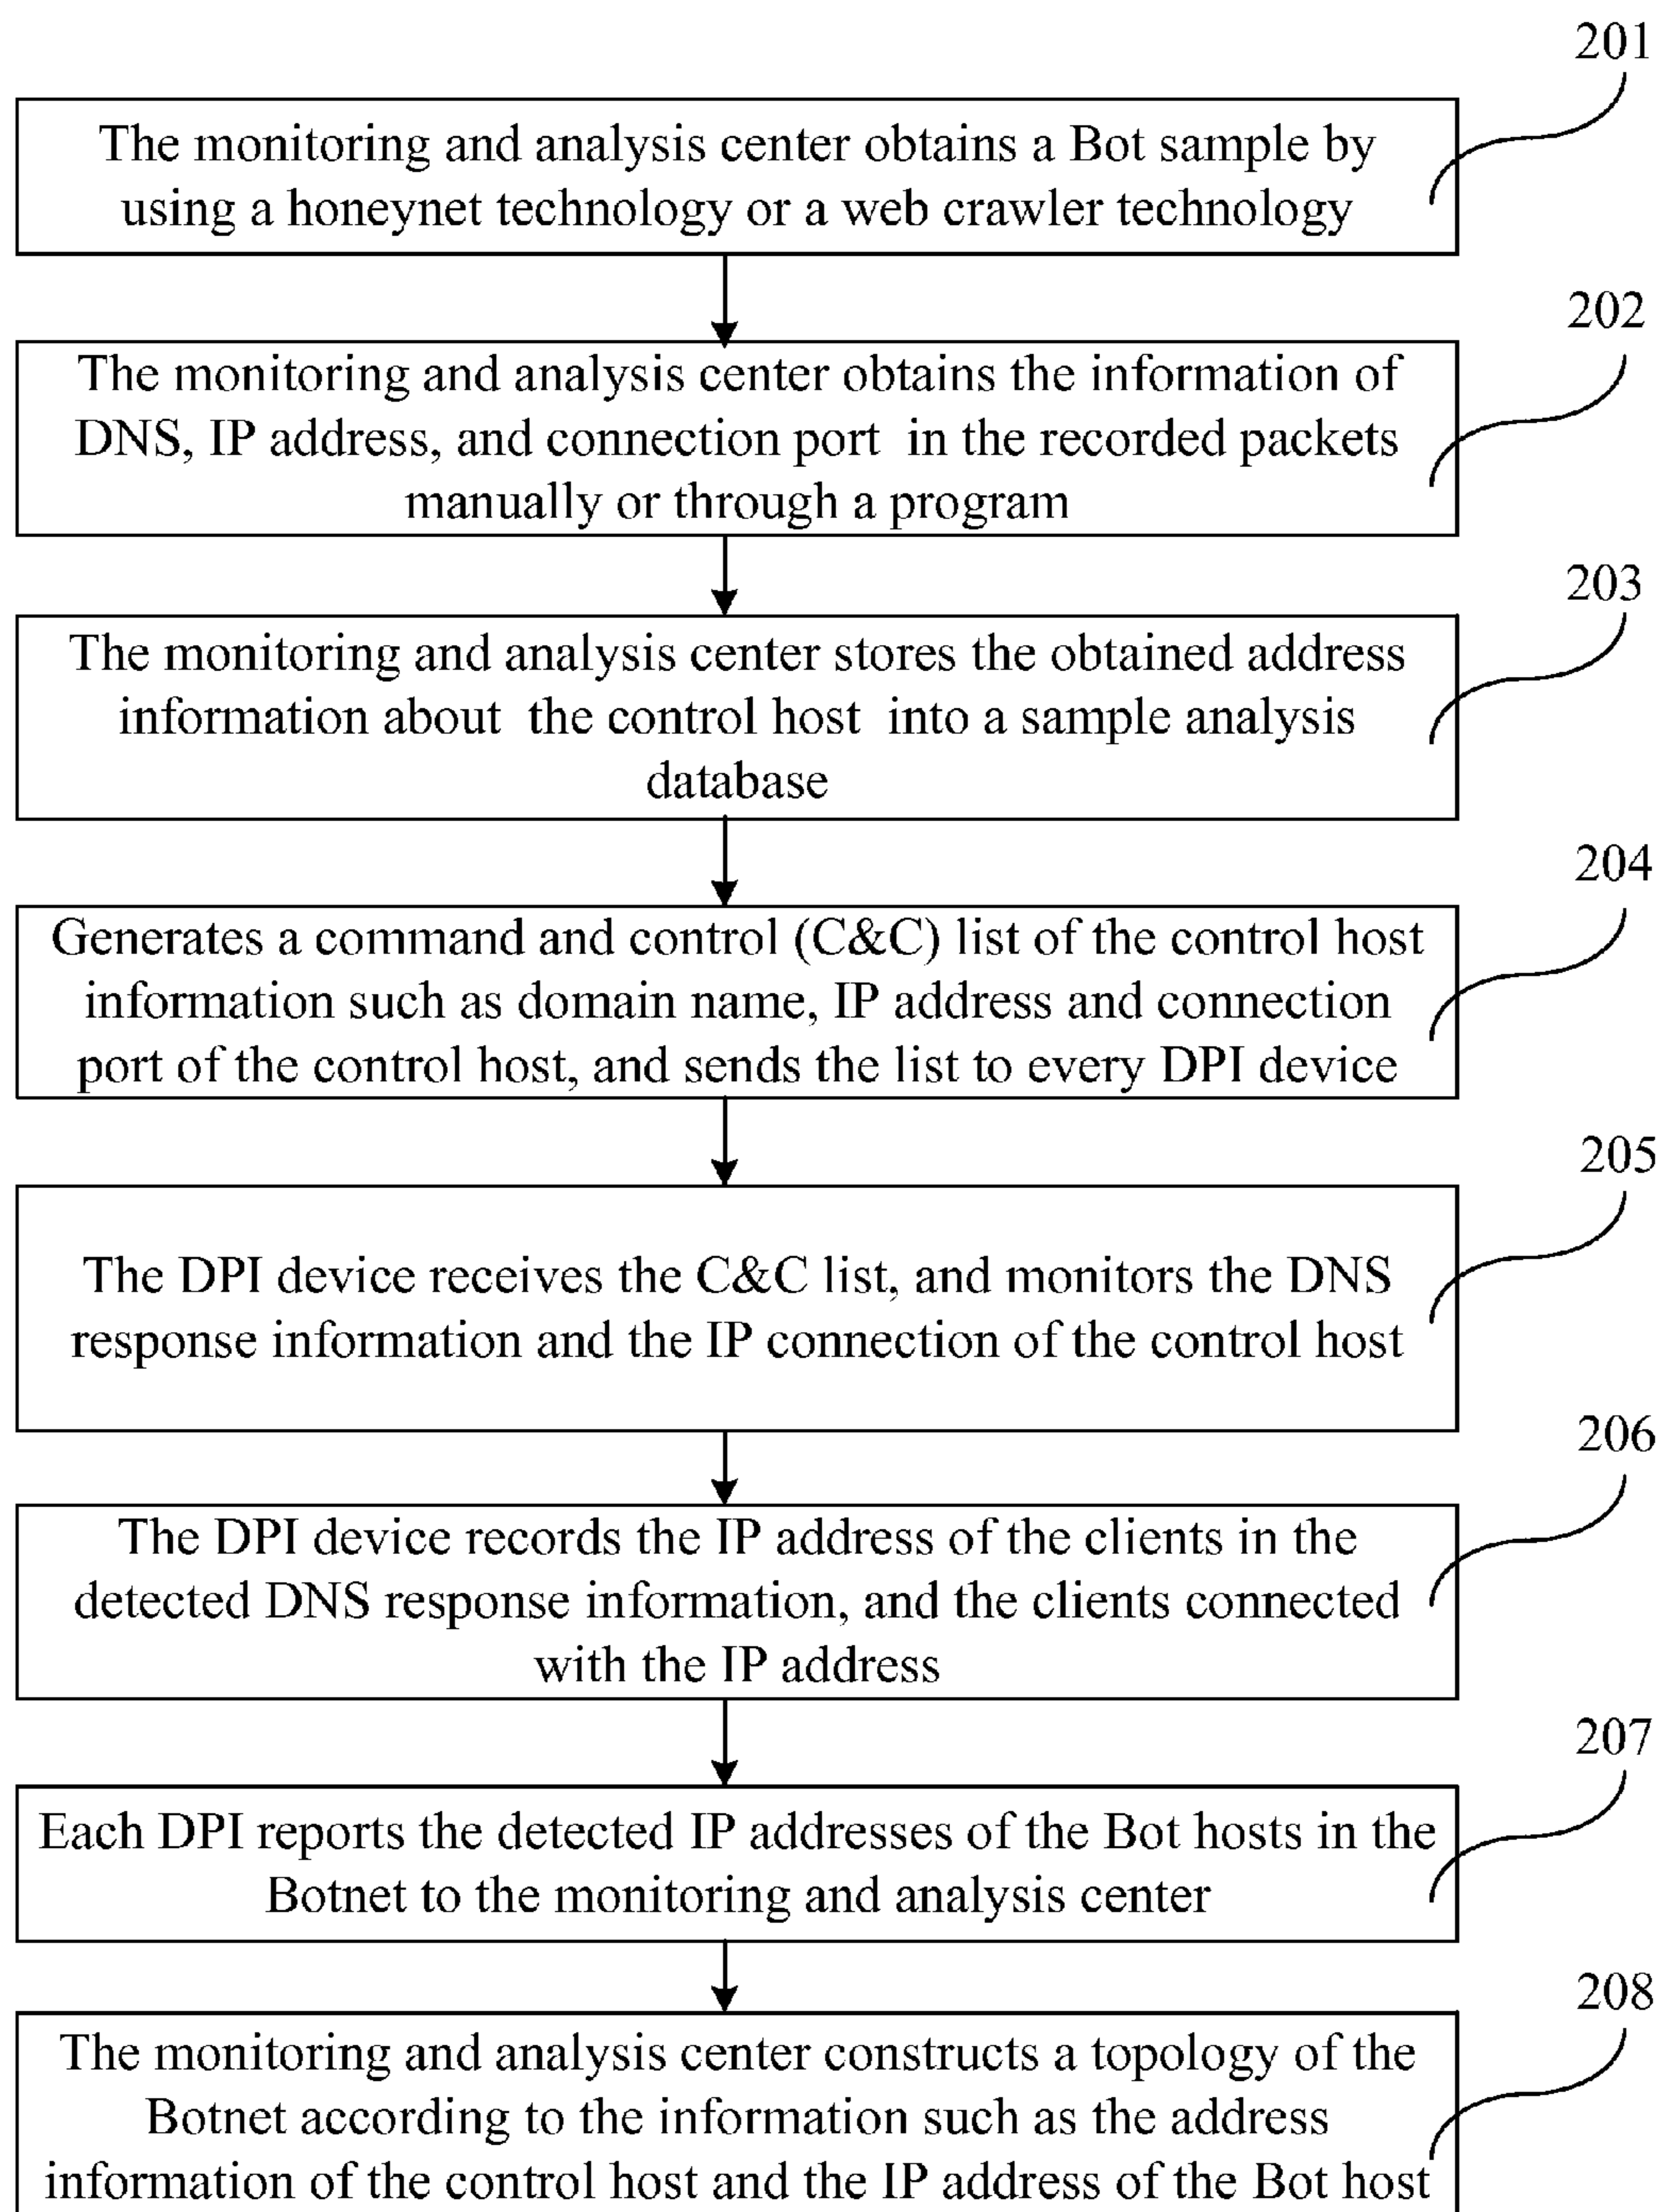 201
The monitoring and analysis center obtains a Bot sample by
using a honeynet technology or a web crawler technology
202
The monitoring and analysis center obtains the information of
DNS, IP address, and connection port in the recorded packets
manually or through a program
203
The monitoring and analysis center stores the obtained address
information about the control host into a sample analysis
database
204
Generates a command and control (C&C) list of the control host
information such as domain name, IP address and connection
port of the control host, and sends the list to every DPI device
205
The DPI device receives the C&C list, and monitors the DNS
response information and the IP connection of the control host
206
The DPI device records the IP address of the clients in the
detected DNS response information, and the clients connected
with the IP address
207
Each DPI reports the detected IP addresses of the Bot hosts in the
Botnet to the monitoring and analysis center
208
The monitoring and analysis center constructs a topology of the
Botnet according to the information such as the address
information of the control host and the IP address of the Bot host